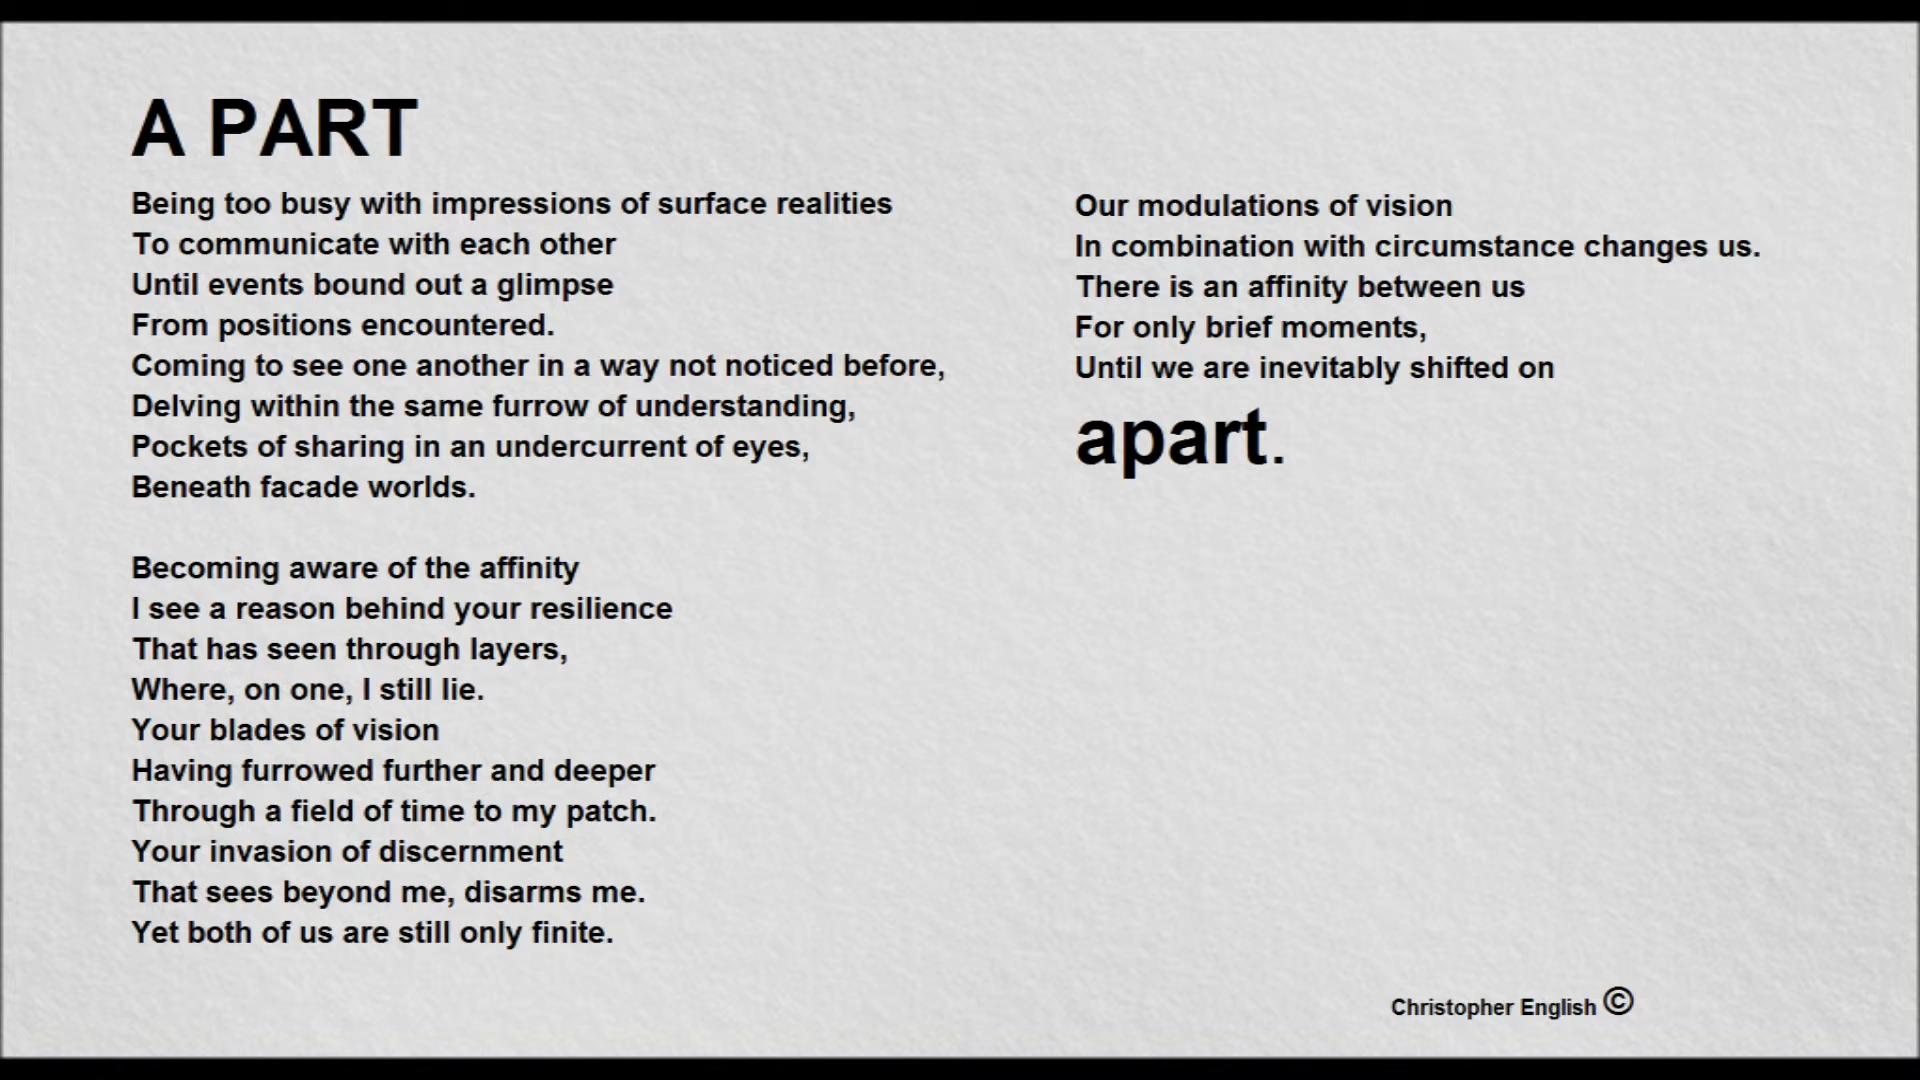 A PART
Being too busy with impressions of surface realities
To communicate with each other
Until events bound out a glimpse
From positions encountered.
Coming to see one another in a way not noticed before,
Delving within the same furrow of understanding,
Pockets of sharing in an undercurrent of eyes,
Beneath facade worlds.
Becoming aware of the affinity
I see a reason behind your resilience
That has seen through layers,
Where, on one, I still lie.
Your blades of vision
Having furrowed further and deeper
Through a field of time to my patch.
Your invasion of discernment
That sees beyond me, disarms me.
Yet both of us are still only finite.
Our modulations of vision
In combination with circumstance changes us.
There is an affinity between us
For only brief moments,
Until we are inevitably shifted on
apart.
Christopher English ©